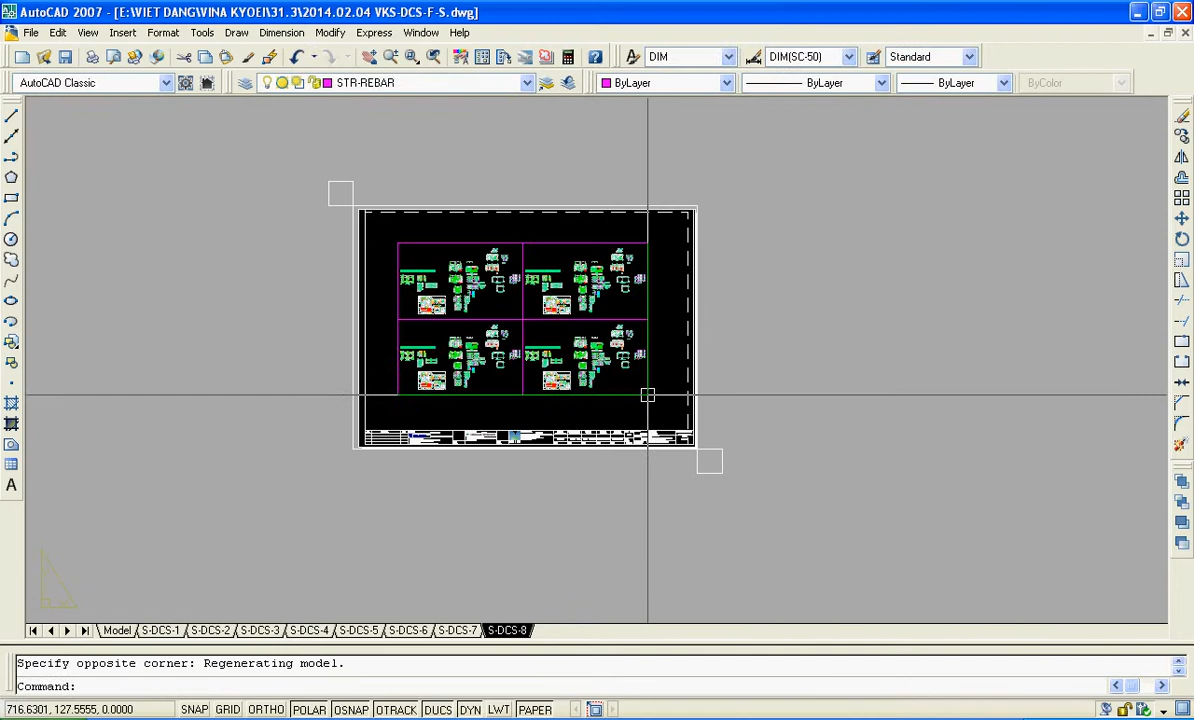 AutoCAD 2007 - [E:\VIET DANG\WINA KYOEI\31.3\2014.02.04 VKS-DCS-F-S.dwg]
File Edit View Insert Format Tools Draw Dimension Modify Express Window Help
DIM DIM(SC-50) Standard
AutoCAD Classic STR-REBAR ByLayer ByLayer ByLayer ByColor
A
Model S-DCS-1 S-DCS-2 S-DCS-3 S-DCS-4 S-DCS-5 S-DCS-6 S-DCS-7 S-DCS-8
Specify opposite corner: Regenerating model.
Command:
716.6301, 127.5555, 0.0000 SNAP GRID ORTHO POLAR OSNAP OTRACK DUCS DYN LWT PAPER